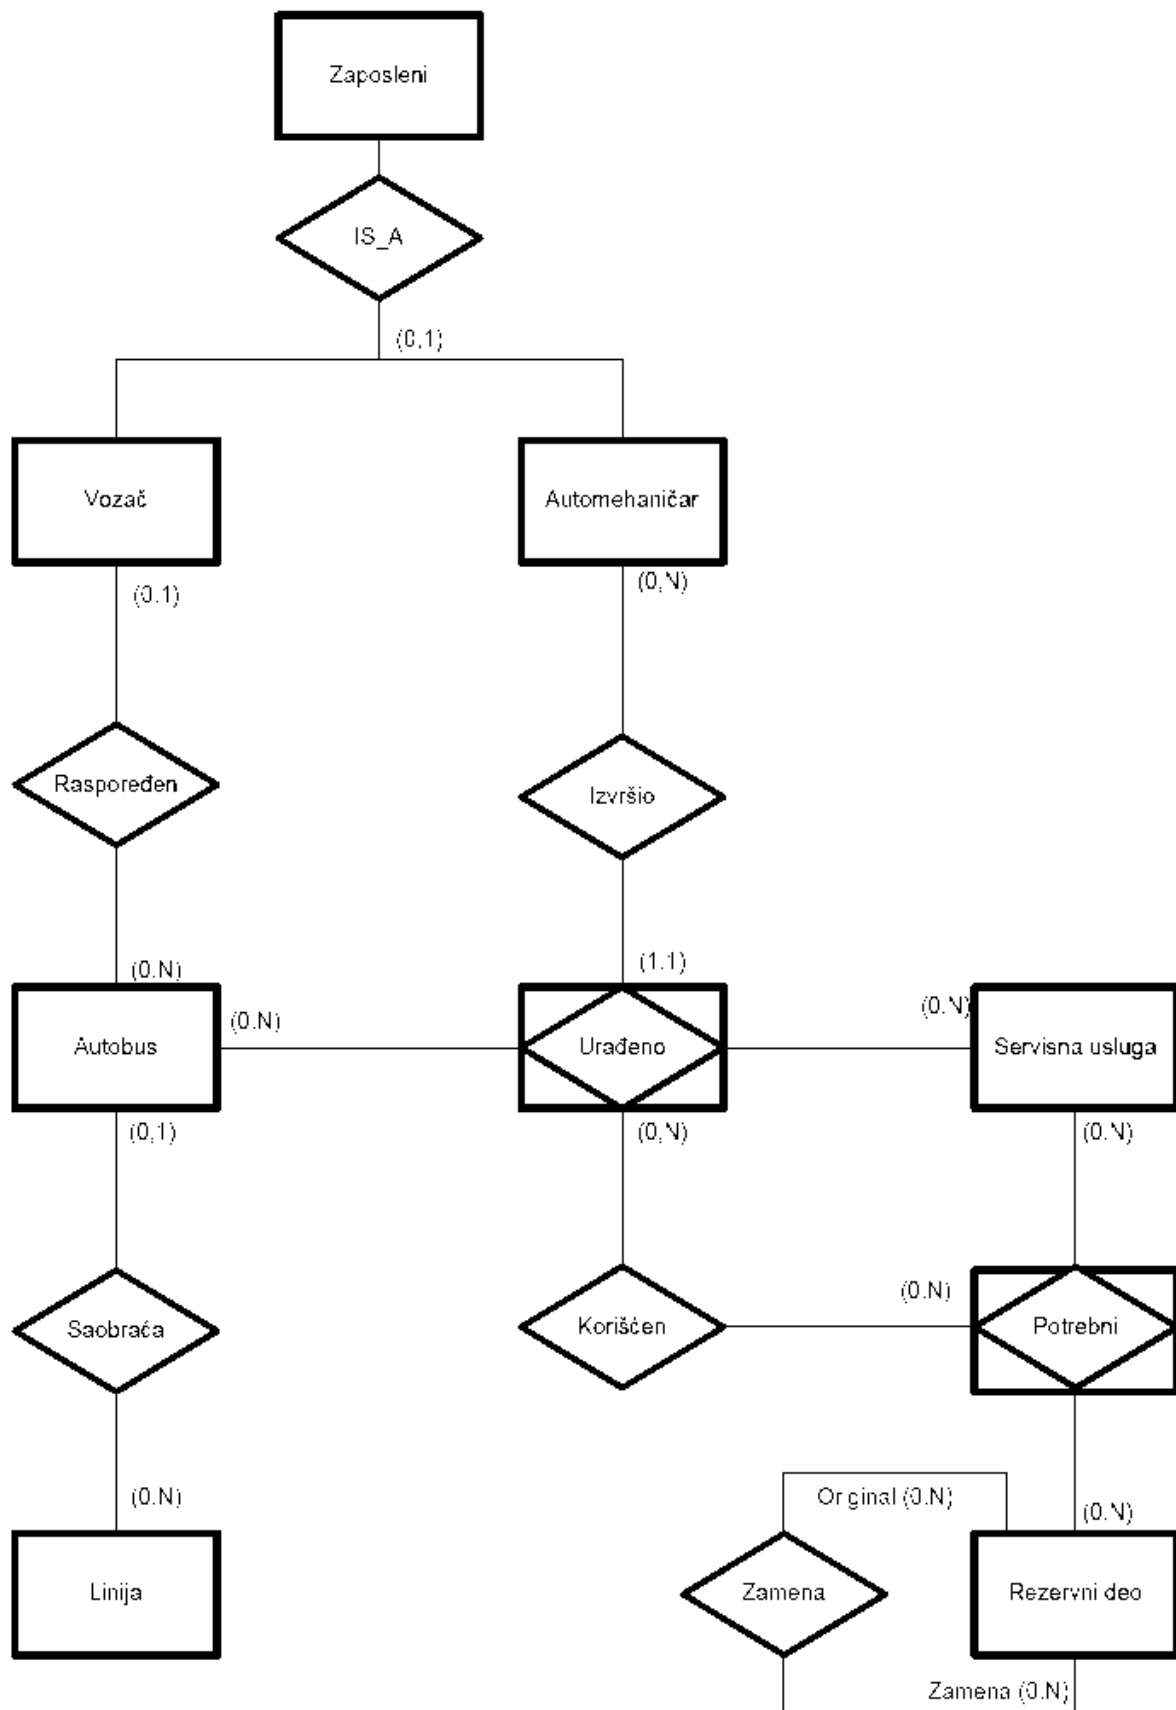 Zaposleni
IS_A
(0,1)
Vozač
Automehaničar
(0.1)
(0,N)
Raspoređen
Izvršio
(0.N)
(1.1)
(0.N)
(0.N)
Autobus
Urađeno
Servisna usluga
(0,1)
(0,N)
(0.N)
Saobraća
Korišćen
(0.N)
Potrebni
(0.N)
Original (0.N)
(0.N)
Linija
Zamena
Rezervni deo
Zamena (0.N)